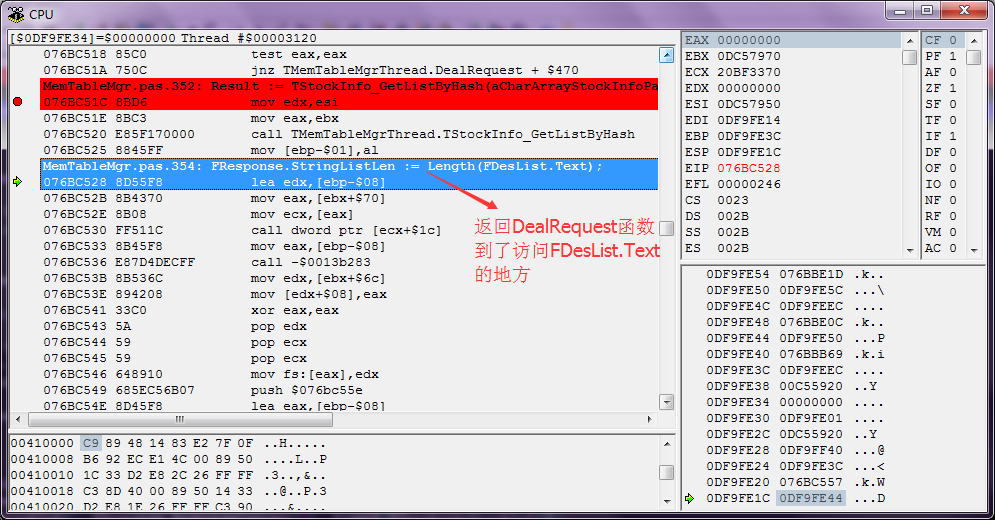 CPU
[$0DF9FE34]=$00000000 Thread #$00003120
076BC518 85C0 test eax,eax
076BC51A 750C jnz TMemTableMgrThread.DealRequest + $470
MemTableMgr.pas.352: Result := TStockInfo_GetListByHash(aCharArrayStockInfoPa
076BC51C 8BD6 mov edx,esi
076BC51E 8BC3 mov eax,ebx
076BC520 E85F170000 call TMemTableMgrThread.TStockInfo_GetListByHash
076BC525 8845FF mov [ebp-$01],al
MemTableMgr.pas.354: FResponse.StringListLen := Length(FDesList.Text);
076BC528 8D55F8 lea edx,[ebp-$08]
076BC52B 8B4370 mov eax,[ebx+$70]
076BC52E 8B08 mov ecx,[eax]
076BC530 FF511C call dword ptr [ecx+$1c]
076BC533 8B45F8 mov eax,[ebp-$08]
076BC536 E87D4DECFF call -$0013b283
076BC53B 8B536C mov edx,[ebx+$6c]
076BC53E 894208 mov [edx+$08],eax
076BC541 33C0 xor eax,eax
076BC543 5A pop edx
076BC544 59 pop ecx
076BC545 59 pop ecx
076BC546 648910 mov fs:[eax],edx
076BC549 685EC56B07 push $076bc55e
076BC54E 8D45F8 lea eax,[ebp-$08]
返回DealRequest函数
到了访问FDesList.Text
的地方
EAX 00000000
EBX 0DC57970
ECX 20BF3370
EDX 00000000
ESI 0DC57950
EDI 0DF9FE14
EBP 0DF9FE3C
ESP 0DF9FE1C
EIP 076BC528
EFL 00000246
CS 0023
DS 002B
SS 002B
ES 002B
CF 0
PF 1
AF 0
ZF 1
SF 0
TF 0
IF 1
DF 0
OF 0
IO 0
NF 0
RF 0
VM 0
AC 0
00410000 C9 89 48 14 83 E2 7F 0F ..H.....
00410008 B6 92 EC E1 4C 00 89 50 ....L..P
00410010 1C 33 D2 E8 2C 26 FF FF .3..,&..
00410018 C3 8D 40 00 89 50 14 33 ..@..P.3
00410020 D2 E8 1E 26 FF FF C3 90 ...&....
0DF9FE54 076BBE1D .k..
0DF9FE50 0DF9FE5C ...\
0DF9FE4C 0DF9FEEC ....
0DF9FE48 076BBE0C .k..
0DF9FE44 0DF9FE50 ...P
0DF9FE40 076BBB69 .k.i
0DF9FE3C 0DF9FEEC ....
0DF9FE38 00C55920 ..Y
0DF9FE34 00000000 ....
0DF9FE30 0DF9FE01 ....
0DF9FE2C 0DC55920 ..Y
0DF9FE28 0DF9FF40 ...@
0DF9FE24 0DF9FE3C ...<
0DF9FE20 076BC557 .k.W
0DF9FE1C 0DF9FE44 ...D